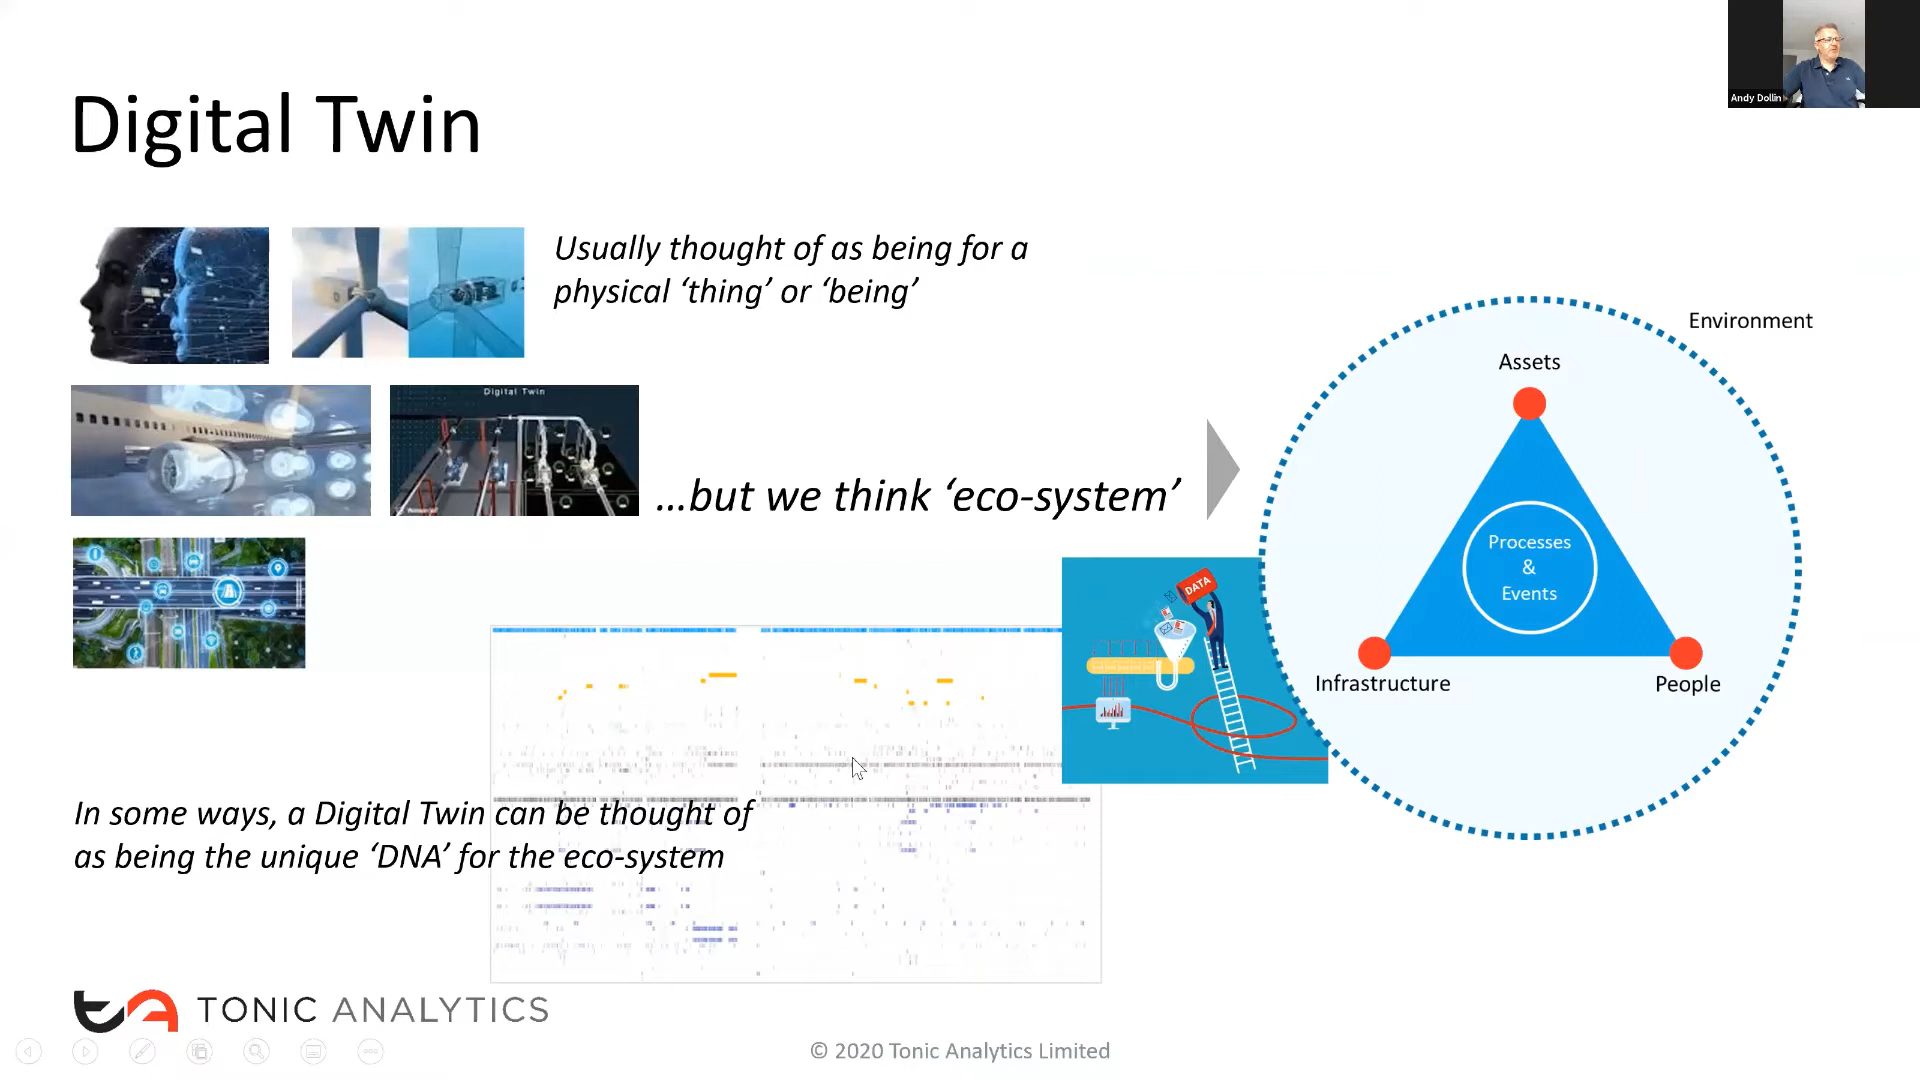 Andy Dollin
Digital Twin
Usually thought of as being for a
physical ‘thing’ or ‘being’
Digital Twin
...but we think ‘eco-system’
Environment
Assets
Processes
&
Events
Infrastructure
People
DATA
In some ways, a Digital Twin can be thought of
as being the unique ‘DNA’ for the eco-system
TONIC ANALYTICS
© 2020 Tonic Analytics Limited